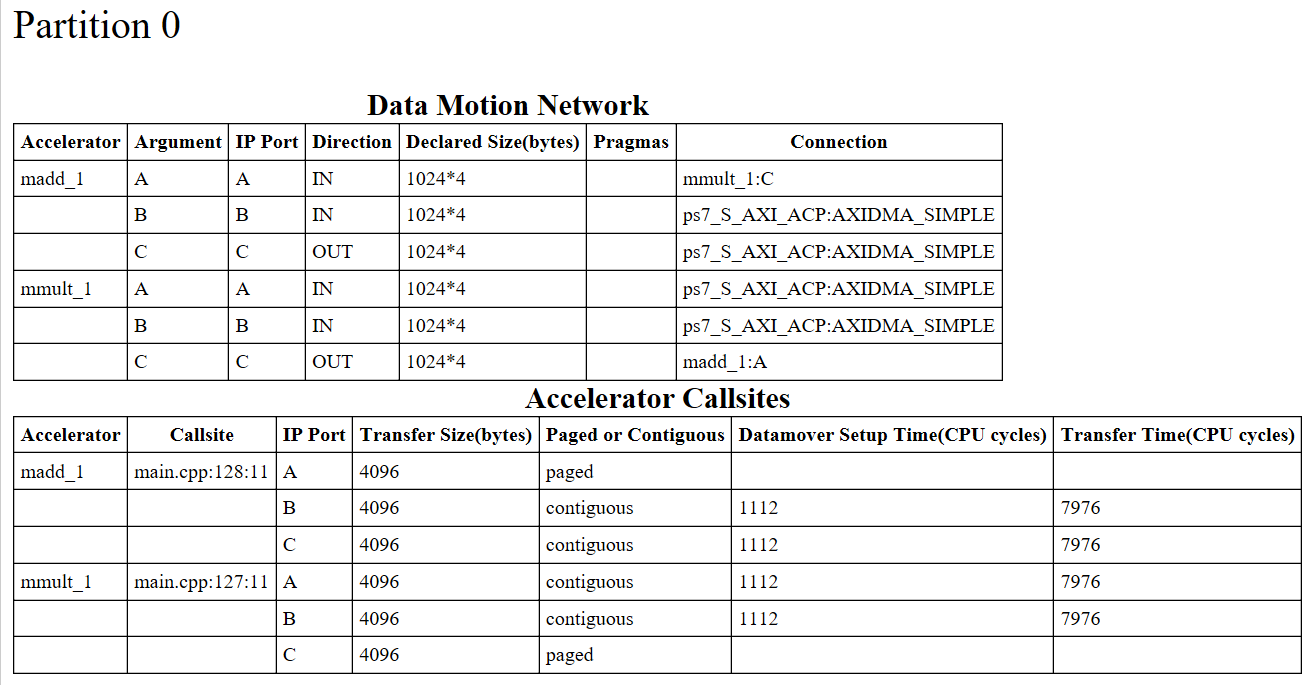 Partition 0
Data Motion Network
Accelerator Argument IP Port Direction Declared Size(bytes) Pragmas Connection
madd_1 A A IN 1024*4 mmult_1:C
B B IN 1024*4 ps7_S_AXI_ACP:AXIDMA_SIMPLE
C C OUT 1024*4 ps7_S_AXI_ACP:AXIDMA_SIMPLE
mmult_1 A A IN 1024*4 ps7_S_AXI_ACP:AXIDMA_SIMPLE
B B IN 1024*4 ps7_S_AXI_ACP:AXIDMA_SIMPLE
C C OUT 1024*4 madd_1:A
Accelerator Callsites
Accelerator Callsite IP Port Transfer Size(bytes) Paged or Contiguous Datamover Setup Time(CPU cycles) Transfer Time(CPU cycles)
madd_1 main.cpp:128:11 A 4096 paged
B 4096 contiguous 1112 7976
C 4096 contiguous 1112 7976
mmult_1 main.cpp:127:11 A 4096 contiguous 1112 7976
B 4096 contiguous 1112 7976
C 4096 paged